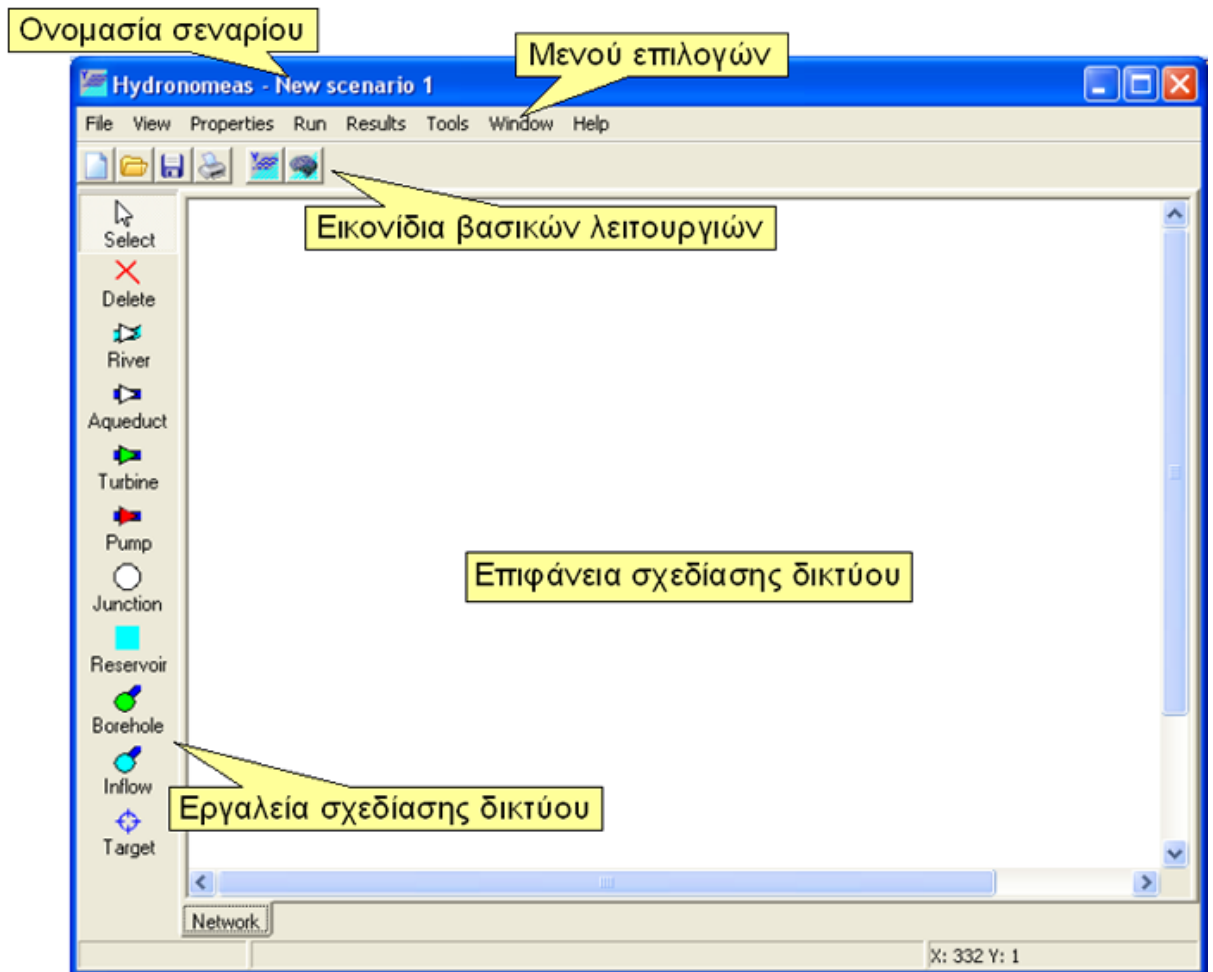 Ονομασία σεναρίου
Μενού επιλογών
Hydronomeas - New scenario 1
File View Properties Run Results Tools Window Help
Εικονίδια βασικών λειτουργιών
Select
Delete
River
Aqueduct
Turbine
Pump
Επιφάνεια σχεδίασης δικτύου
Junction
Reservoir
Borehole
Inflow
Εργαλεία σχεδίασης δικτύου
Target
Network
X: 332 Y: 1